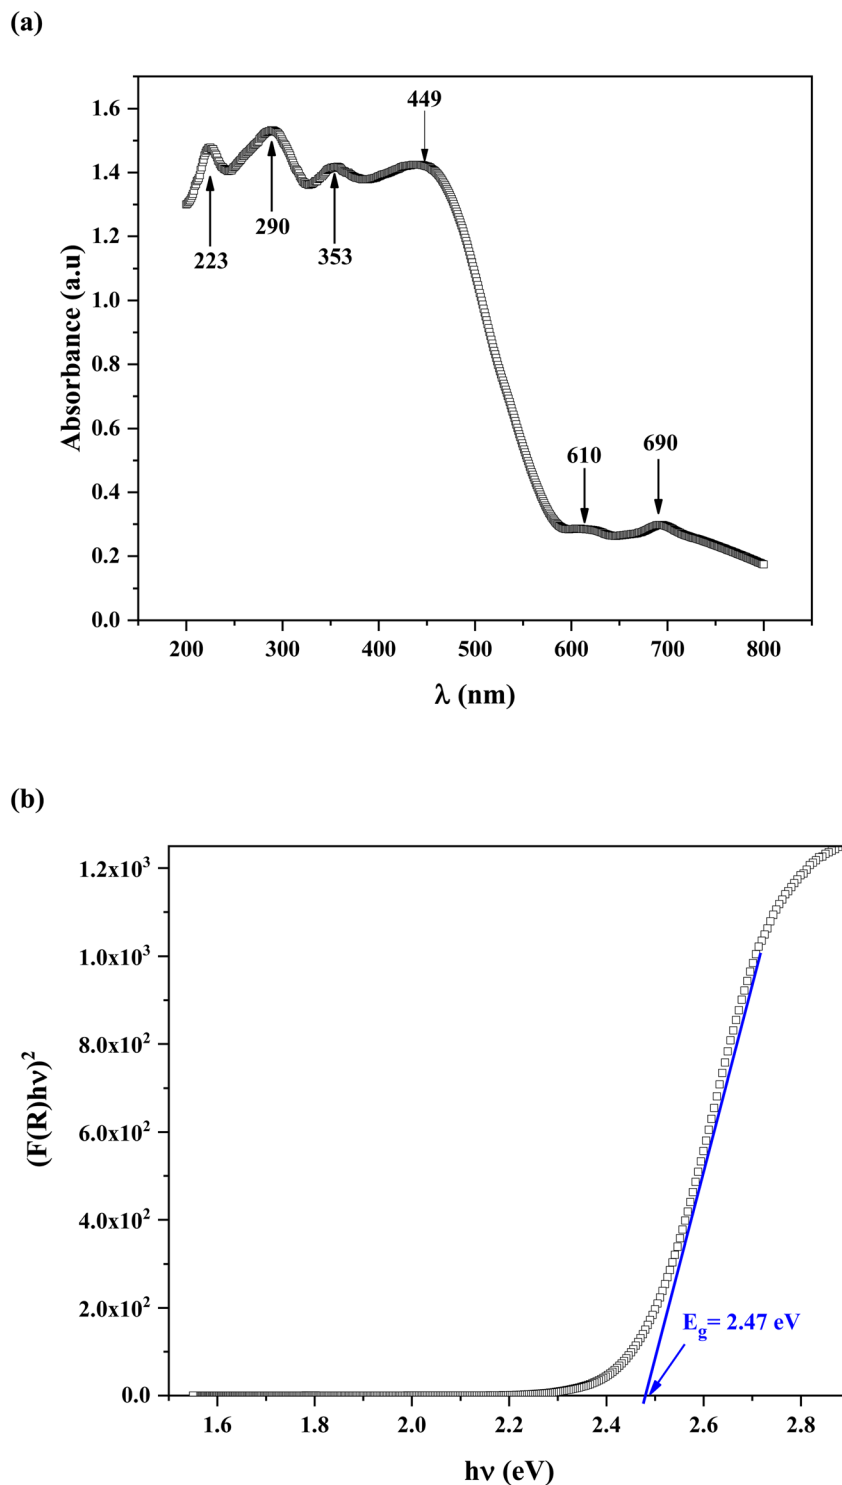 (a)
449
1.6
1.4
290
1.2
223
353
1.0
Absorbance (a.u)
0.8
0.6
610
690
0.4
0.2
0.0
200 300 400 500 600 700 800
λ (nm)
(b)
1.2x10³
1.0x10³
8.0x10²
(F(R)hν)²
6.0x10²
4.0x10²
2.0x10²
E_g= 2.47 eV
0.0
1.6 1.8 2.0 2.2 2.4 2.6 2.8
hν (eV)